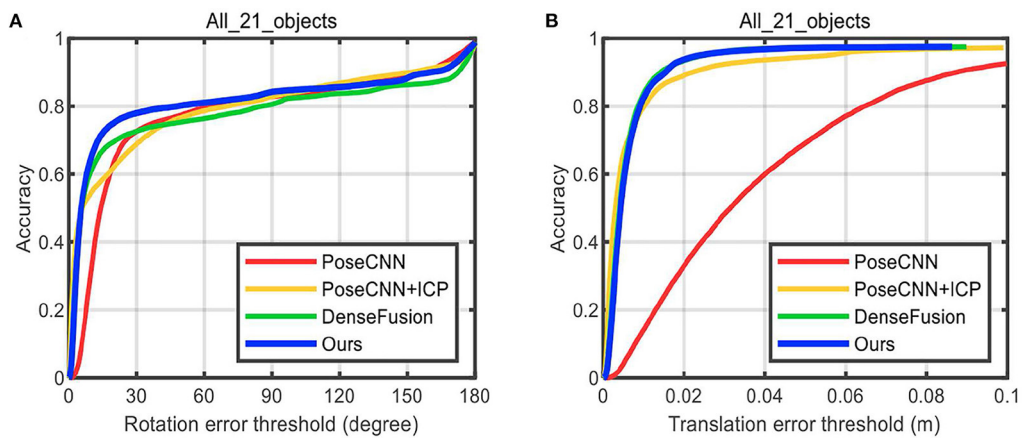 A
All_21_objects
1
0.8
0.6
0.4
0.2
0
Accuracy
PoseCNN
PoseCNN+ICP
DenseFusion
Ours
0 30 60 90 120 150 180
Rotation error threshold (degree)
B
All_21_objects
1
0.8
0.6
0.4
0.2
0
Accuracy
PoseCNN
PoseCNN+ICP
DenseFusion
Ours
0 0.02 0.04 0.06 0.08 0.1
Translation error threshold (m)